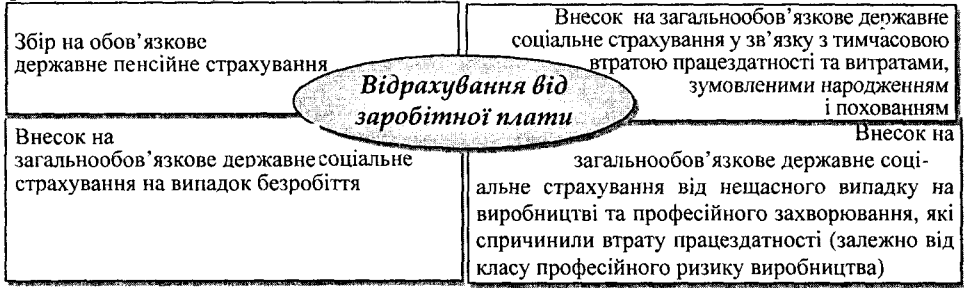 Збір на обов’язкове
державне пенсійне страхування
Внесок на загальнообов’язкове державне
соціальне страхування у зв’язку з тимчасовою
втратою працездатності та витратами,
зумовленими народженням
і похованням
Відрахування від
заробітної плати
Внесок на
загальнообов’язкове державне соціальне
страхування на випадок безробіття
Внесок на
загальнообов’язкове державне соці-
альне страхування від нещасного випадку на
виробництві та професійного захворювання, які
спричинили втрату працездатності (залежно від
класу професійного ризику виробництва)